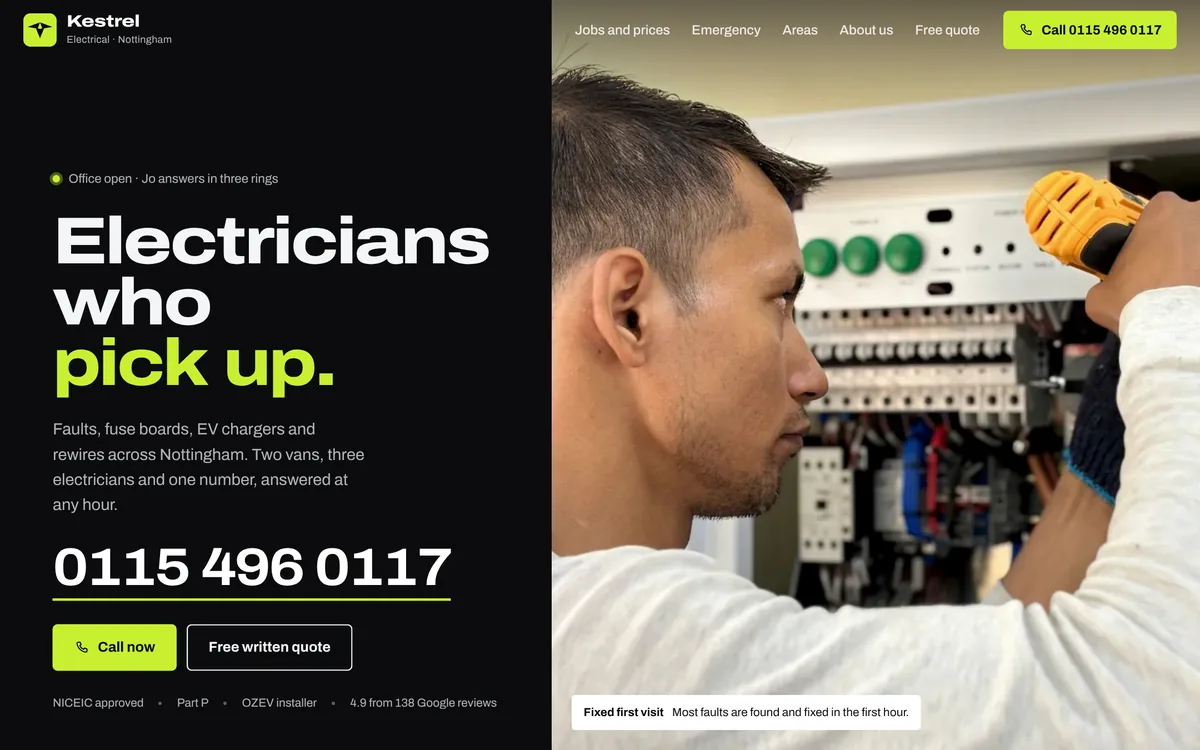 Kestrel
Electrical · Nottingham
Jobs and prices
Emergency
Areas
About us
Free quote
Call 0115 496 0117
Office open · Jo answers in three rings
Electricians
who
pick up.
Faults, fuse boards, EV chargers and
rewires across Nottingham. Two vans, three
electricians and one number, answered at
any hour.
0115 496 0117
Call now
Free written quote
NICEIC approved • Part P • OZEV installer • 4.9 from 138 Google reviews
Fixed first visit Most faults are found and fixed in the first hour.